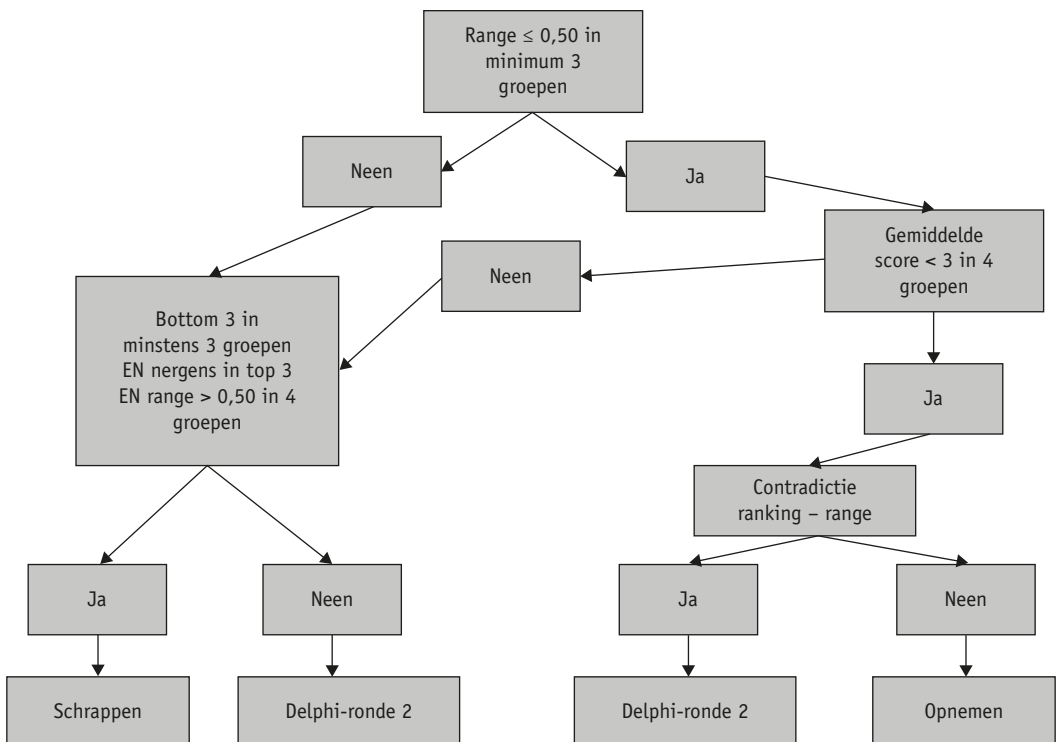 Range ≤ 0,50 in
minimum 3
groepen
Neen
Ja
Gemiddelde
score < 3 in 4
groepen
Neen
Bottom 3 in
minstens 3 groepen
EN nergens in top 3
EN range > 0,50 in 4
groepen
Ja
Contradictie
ranking – range
Ja
Neen
Ja
Neen
Schrappen
Delphi-ronde 2
Delphi-ronde 2
Opnemen